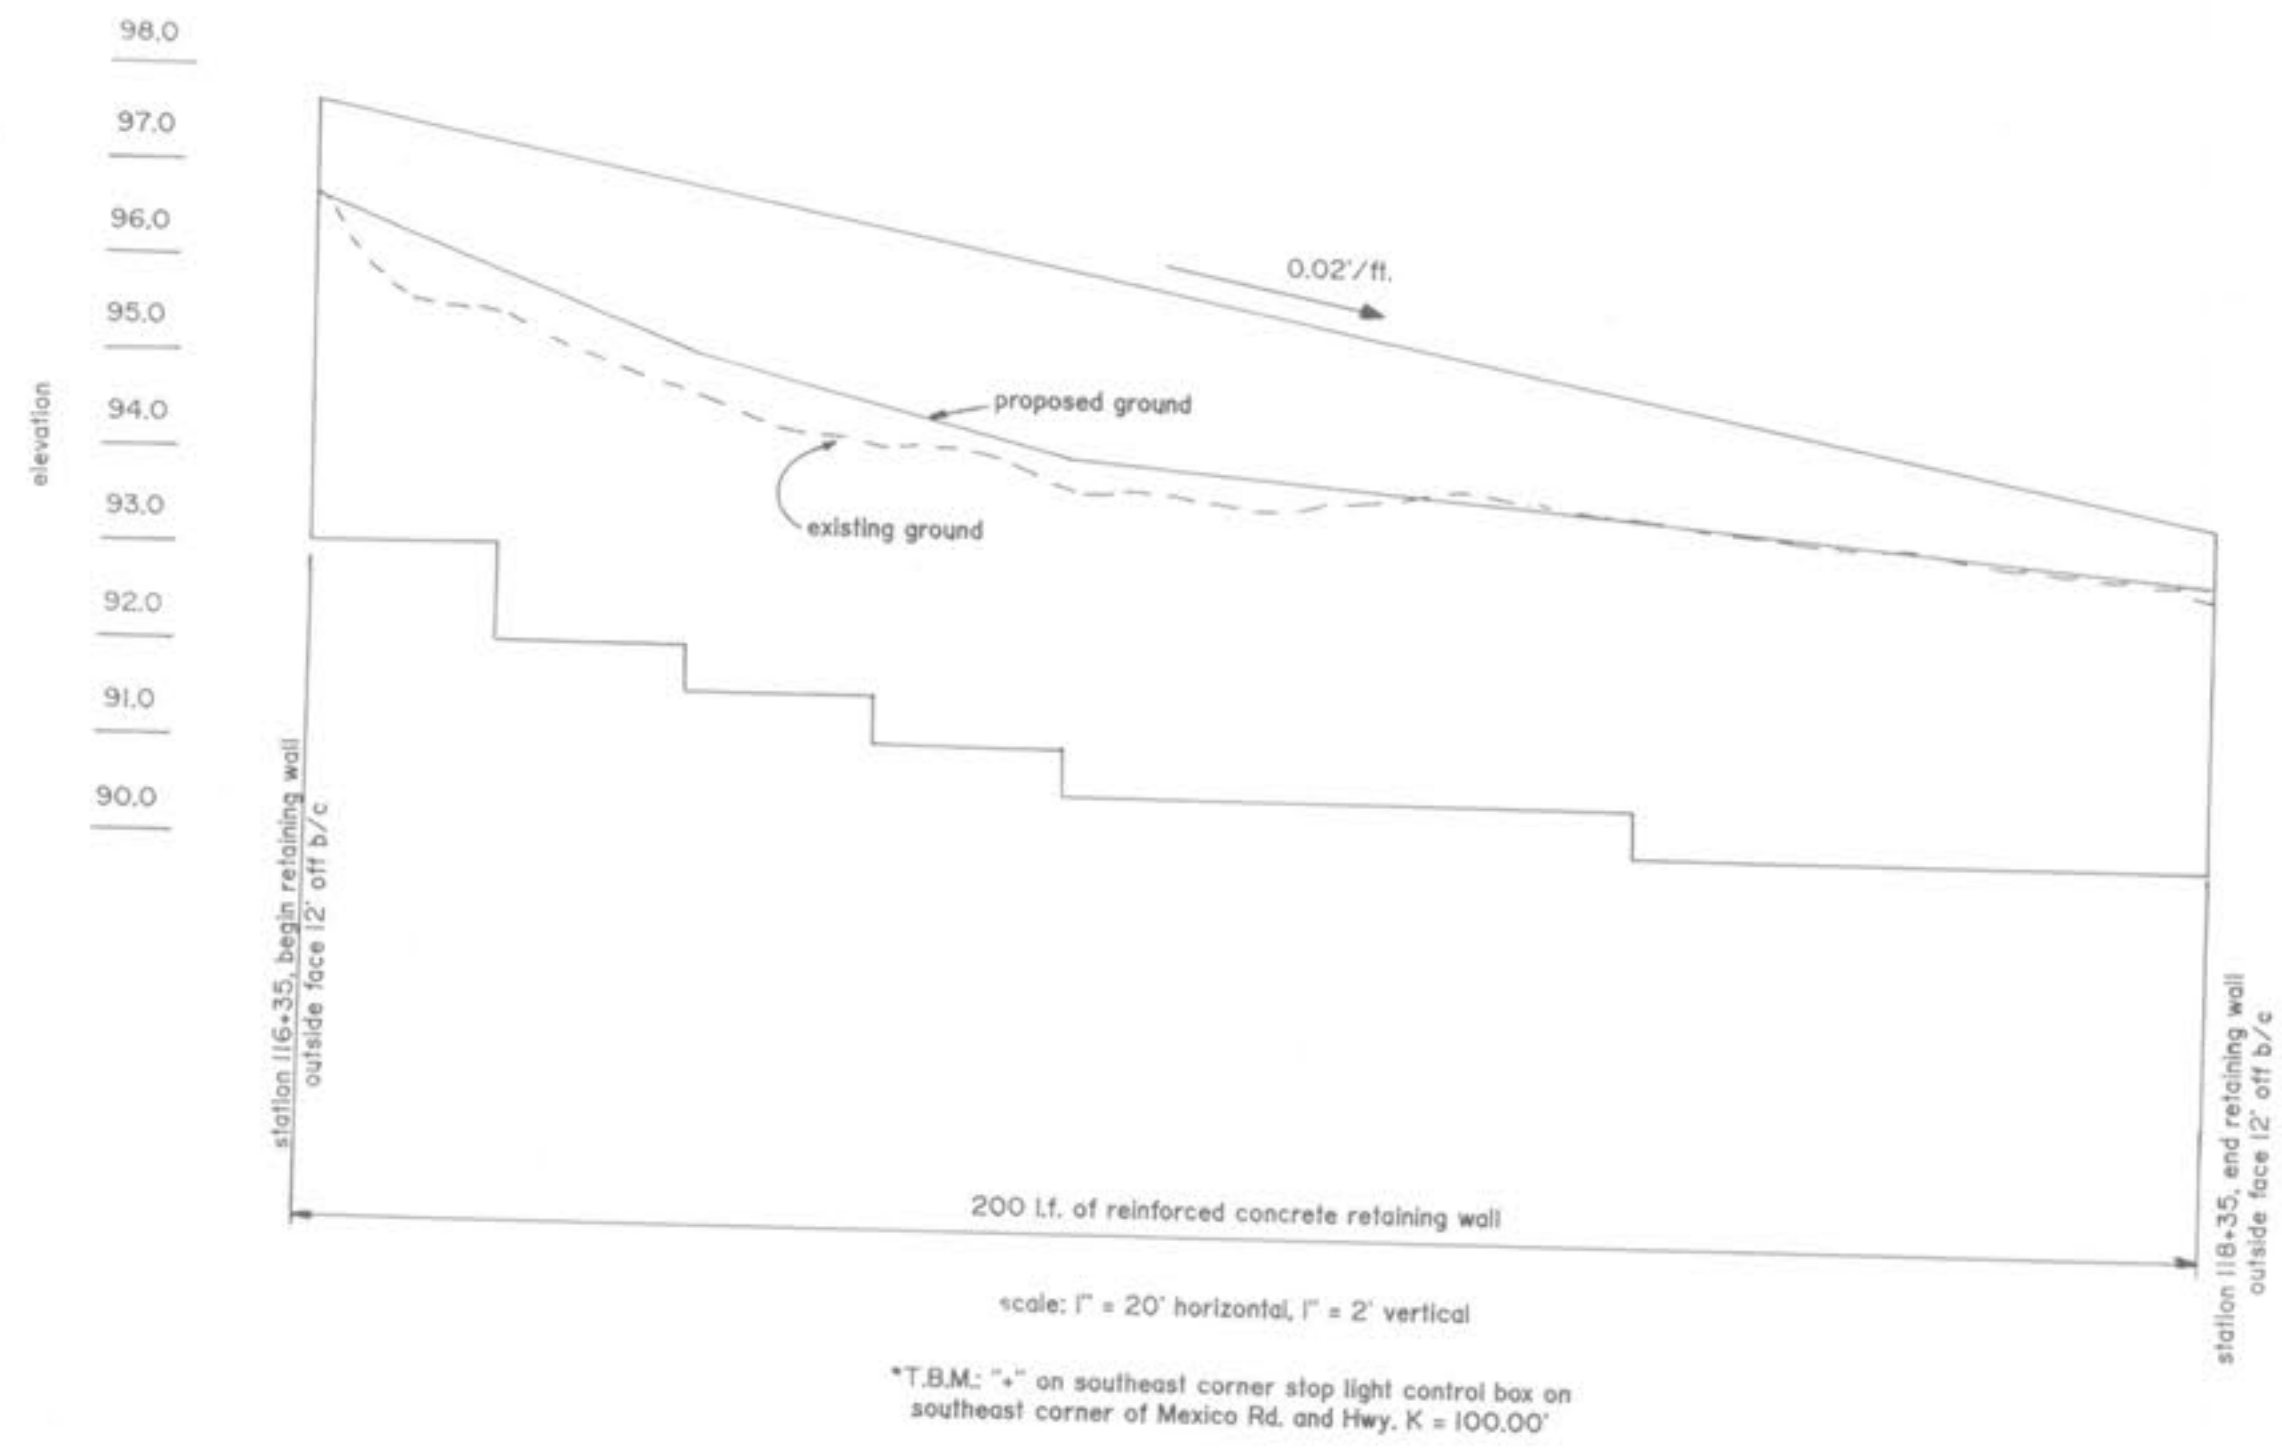 98.0
97.0
96.0
95.0
94.0
93.0
92.0
91.0
90.0
elevation
0.02'/ft.
proposed ground
existing ground
station 116+35, begin retaining wall
outside face 12' off b/c
station 118+35, end retaining wall
outside face 12' off b/c
200 l.f. of reinforced concrete retaining wall
scale: 1" = 20' horizontal, 1" = 2' vertical
*T.B.M.: "+" on southeast corner stop light control box on
southeast corner of Mexico Rd. and Hwy. K = 100.00'